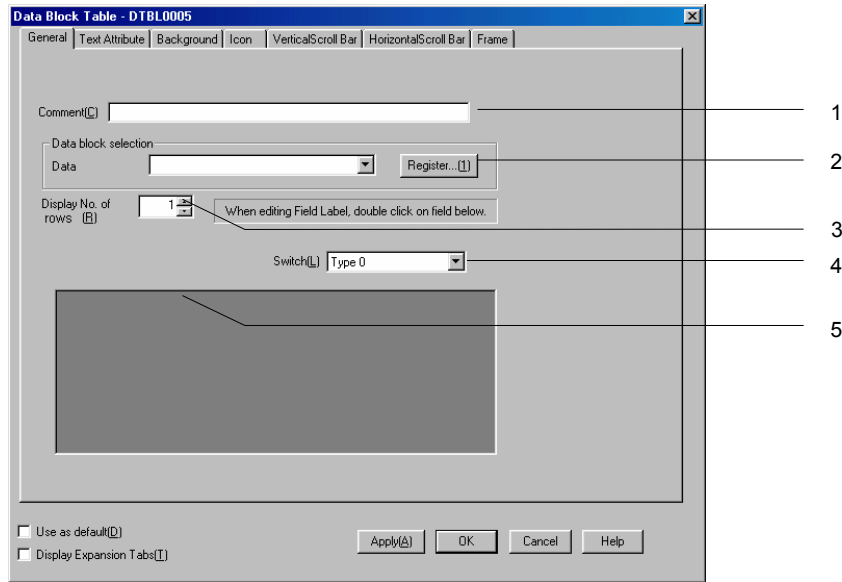 Data Block Table - DTBL0005
General Text Attribute Background Icon VerticalScroll Bar HorizontalScroll Bar Frame
Comment(C) 1
Data block selection
Data Register...(1) 2
Display No. of
rows (R) 1 When editing Field Label, double click on field below. 3
Switch(L) Type 0 4
5
Use as default(D)
Display Expansion Tabs(T)
Apply(A) OK Cancel Help